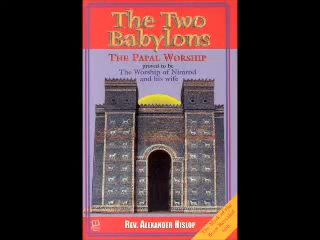 The Two
Babylons
THE PAPAL WORSHIP
proved to be
The Worship of Nimrod
and his wife
REV. ALEXANDER HISLOP